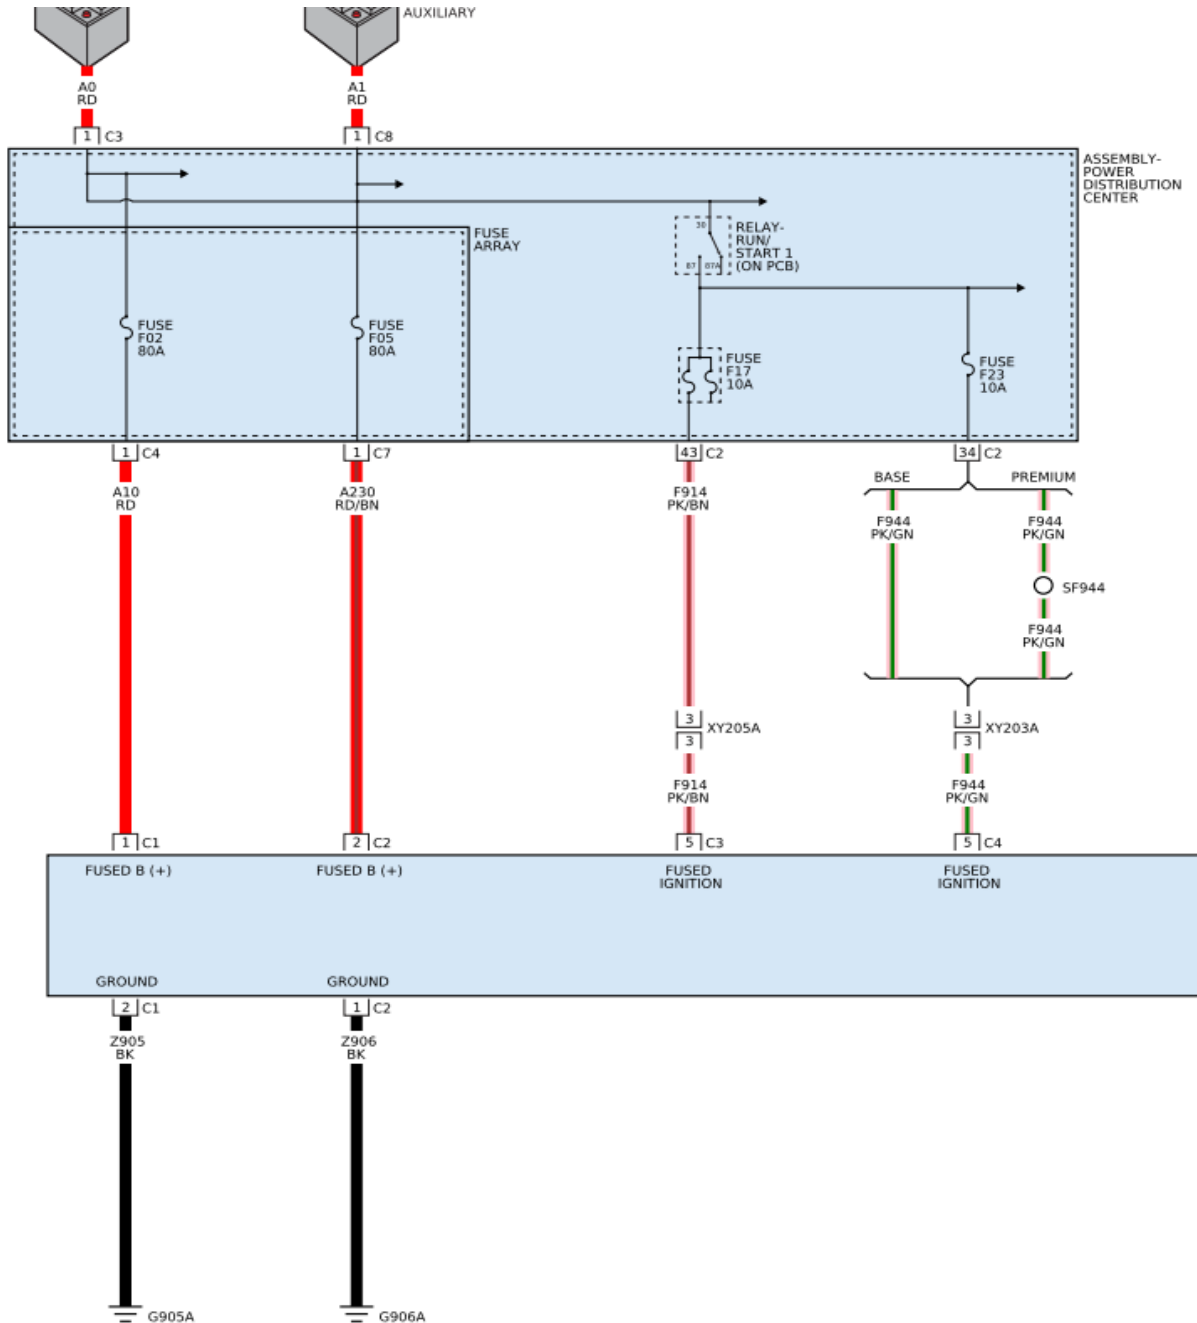 AUXILIARY
A0
RD
A1
RD
1 C3
1 C8
ASSEMBLY-
POWER
DISTRIBUTION
CENTER
30
RELAY-
RUN/
START 1
(ON PCB)
87 87A
FUSE
ARRAY
FUSE
F02
80A
FUSE
F05
80A
FUSE
F17
10A
FUSE
F23
10A
1 C4
1 C7
43 C2
34 C2
BASE
PREMIUM
A10
RD
A230
RD/BN
F914
PK/BN
F944
PK/GN
F944
PK/GN
SF944
F944
PK/GN
3
3
XY205A
3
3
XY203A
F914
PK/BN
F944
PK/GN
1 C1
2 C2
5 C3
5 C4
FUSED B (+)
FUSED B (+)
FUSED
IGNITION
FUSED
IGNITION
GROUND
GROUND
2 C1
1 C2
Z905
BK
Z906
BK
G905A
G906A